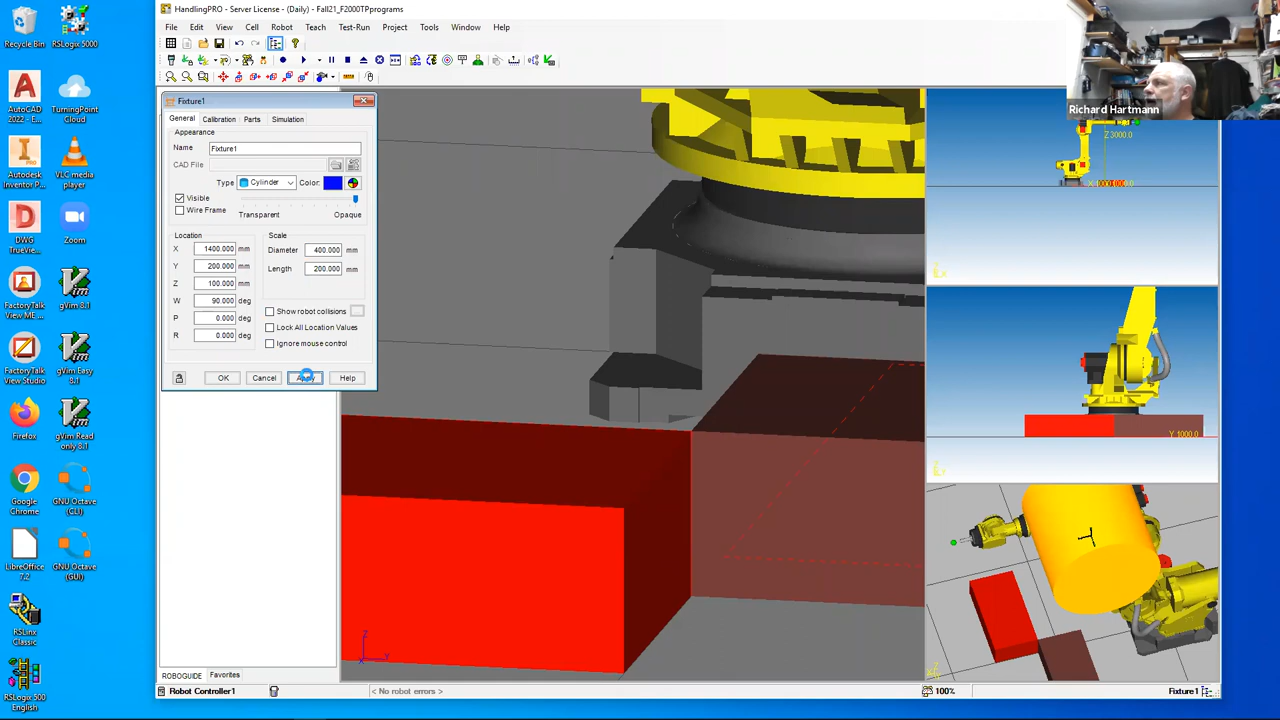 HandlingPRO - Server License - (Daily) - Fall21_F2000TPprograms
File Edit View Cell Robot Teach Test-Run Project Tools Window Help
Recycle Bin
RSLogix 5000
AutoCAD 2022 - E...
TurningPoint Cloud
Autodesk Inventor P...
VLC media player
DWG TrueView...
Zoom
FactoryTalk View ME ...
gVim 8.1
FactoryTalk View Studio
gVim Easy 8.1
Firefox
gVim Read only 8.1
Google Chrome
GNU Octave (CLI)
LibreOffice 7.2
GNU Octave (GUI)
RSLinx Classic
RSLogix 500 English
Fixture1
General Calibration Parts Simulation
Appearance
Name Fixture1
CAD File
Type Cylinder Color:
Visible
Wire Frame
Transparent Opaque
Location Scale
X 1400.000 mm Diameter 400.000 mm
Y 200.000 mm Length 200.000 mm
Z 100.000 mm
W 90.000 deg Show robot collisions
P 0.000 deg Lock All Location Values
R 0.000 deg Ignore mouse control
OK Cancel Apply Help
Richard Hartmann
Z 3000.0
Y 1000.0
Z
X Y
ROBOGUIDE Favorites
Robot Controller1 < No robot errors > 100% Fixture1